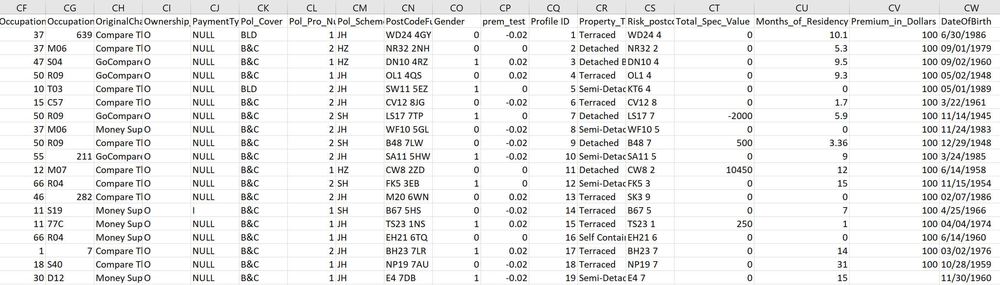 CF CG CH CI CJ CK CL CM CN CO CP CQ CR CS CT CU CV CW
Occupation Occupation OriginalCha Ownership_ PaymentTy Pol_Cover Pol_Pro_Nu Pol_Scheme PostCodeFu Gender prem_test Profile ID Property_T Risk_postco Total_Spec_Value Months_of_Residency Premium_in_Dollars DateOfBirth
37 639 Compare Tl O NULL BLD 1 JH WD24 4GY 0 -0.02 1 Terraced WD24 4 0 10.1 100 6/30/1986
37 M06 Compare Tl O NULL B&C 2 HZ NR32 2NH 0 0 2 Detached NR32 2 0 5.3 100 09/01/1979
47 S04 GoCompare O NULL B&C 1 HZ DN10 4RZ 1 0.02 3 Detached B DN10 4 0 9.5 100 09/02/1960
50 R09 GoCompare O NULL B&C 1 JH OL1 4QS 0 0.02 4 Terraced OL1 4 0 9.3 100 05/02/1948
10 T03 Compare Tl O NULL BLD 2 JH SW11 5EZ 1 0 5 Semi-Detac KT6 4 0 0 100 05/01/1989
15 C57 Compare Tl O NULL B&C 2 JH CV12 8JG 0 -0.02 6 Terraced CV12 8 0 1.7 100 3/22/1961
50 R09 GoCompare O NULL B&C 2 SH LS17 7TP 1 0 7 Detached LS17 7 -2000 5.9 100 11/14/1945
37 M06 Money Sup O NULL B&C 2 JH WF10 5GL 0 -0.02 8 Semi-Detac WF10 5 0 0 100 11/24/1983
50 R09 Compare Tl O NULL B&C 2 SH B48 7LW 0 -0.02 9 Detached B48 7 500 3.36 100 12/29/1948
55 211 GoCompare O NULL B&C 2 JH SA11 5HW 1 -0.02 10 Semi-Detac SA11 5 0 9 100 3/24/1985
12 M07 Compare Tl O NULL B&C 1 HZ CW8 2ZD 0 0 11 Detached CW8 2 10450 12 100 6/14/1958
66 R04 Compare Tl O NULL B&C 2 SH FK5 3EB 1 0 12 Semi-Detac FK5 3 0 15 100 11/15/1954
46 282 Compare Tl O NULL B&C 2 JH M20 6WN 0 0.02 13 Terraced SK3 9 0 0 100 02/07/1986
11 S19 Money Sup O I B&C 1 SH B67 5HS 0 -0.02 14 Terraced B67 5 0 7 100 4/25/1966
11 77C Money Sup O NULL B&C 1 JH TS23 1NS 1 0.02 15 Terraced TS23 1 250 1 100 04/04/1974
66 R04 Money Sup O NULL B&C 1 JH EH21 6TQ 0 0 16 Self Contain EH21 6 0 0 100 6/14/1960
1 7 Compare Tl O NULL B&C 2 JH BH23 7LR 1 0.02 17 Terraced BH23 7 0 14 100 03/02/1976
18 S40 Compare Tl O NULL B&C 1 JH NP19 7AU 0 -0.02 18 Terraced NP19 7 0 31 100 10/28/1959
30 D12 Money Sup O NULL B&C 1 JH E4 7DB 1 -0.02 19 Semi-Detac E4 7 0 15 11/30/1960